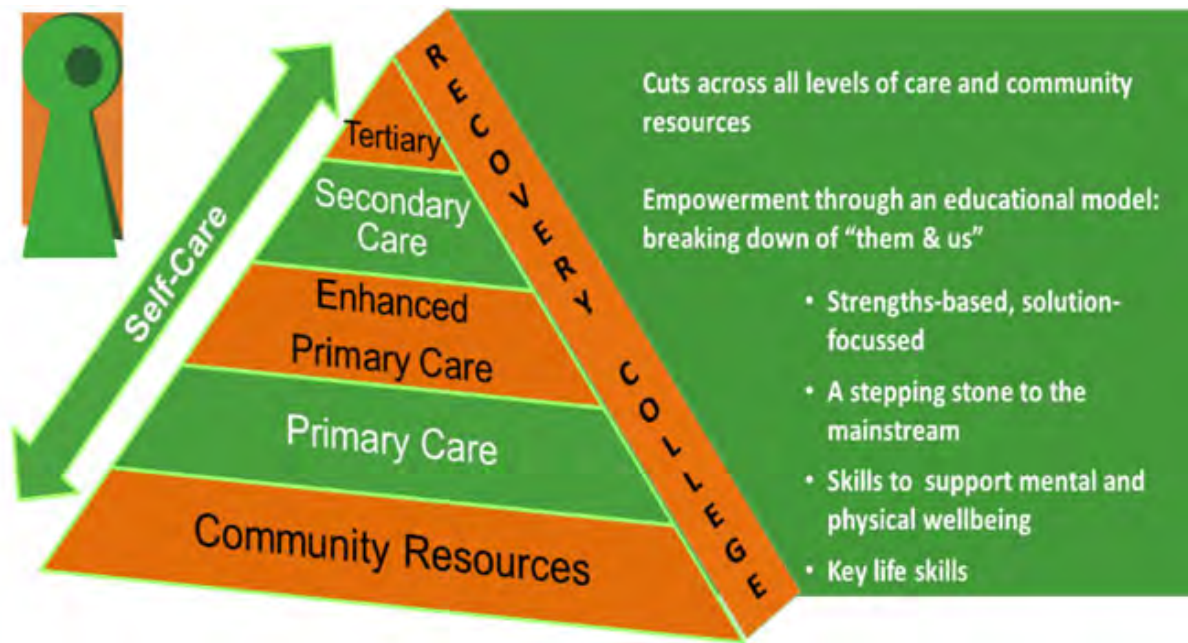 Self-Care
Tertiary
Secondary
Care
Enhanced
Primary Care
Primary Care
Community Resources
RECOVERY COLLEGE
Cuts across all levels of care and community
resources
Empowerment through an educational model:
breaking down of “them & us”
• Strengths-based, solution-
focussed
• A stepping stone to the
mainstream
• Skills to support mental and
physical wellbeing
• Key life skills